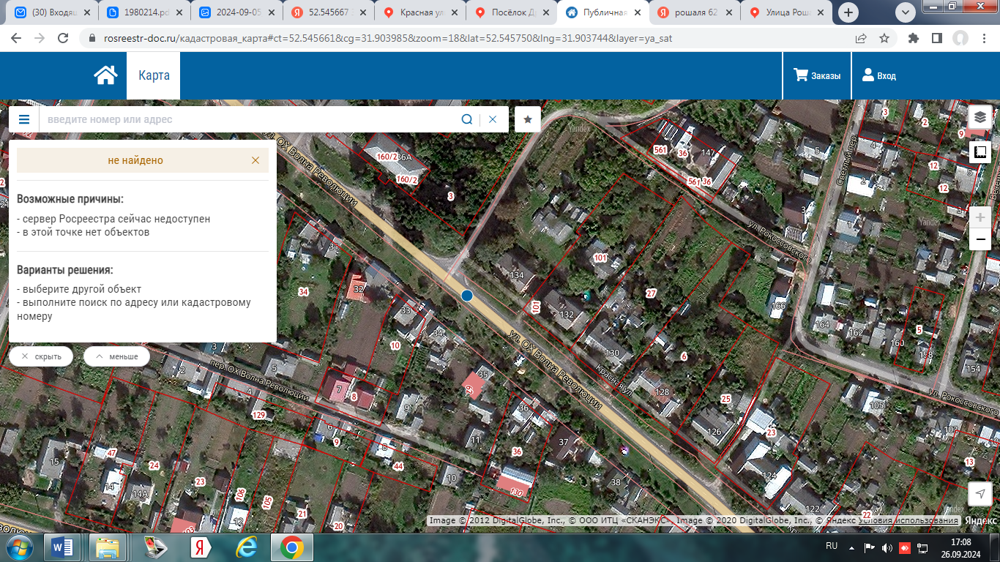 (30) Входящ
1980214.pd
2024-09-05
52.545667 3
Красная ул
Посёлок Д
Публичная
рошаля 62
Улица Роша
rosreestr-doc.ru/кадастровая_карта#ct=52.545661&cg=31.903985&zoom=18&lat=52.545750&lng=31.903744&layer=ya_sat
Карта
Заказы
Вход
введите номер или адрес
не найдено
Возможные причины:
- сервер Росреестра сейчас недоступен
- в этой точке нет объектов
Варианты решения:
- выберите другой объект
- выполните поиск по адресу или кадастровому
номеру
скрыть
меньше
ул. ОХ Волна Революции
160/2
36А
160/2
3
Yandex
561
36
147
561
36
5
3
4
2
9
Светлый пер.
2
12
5
12
3
Yandex
1
3
1
ул. Рокоссовского
31
32
34
33
34
10
134
101
132
101
27
130
6
166
164
162
160
5
158
154
ул. ОХ Волна Революции
Красная ул.
ул. Рокоссовского
3
2
5
пер. ОХ Волна Революции
4
7
8
35
9
36
128
25
126
105
103
129
6
9
8
11
37
36
23
13
47
15
24
14
14А
23
44
10
130
38
124
122
22
106
105
21
20
12
103
Yandex
Image © 2012 DigitalGlobe, Inc., © ООО ИТЦ «СКАНЭКС», Image © 2020 DigitalGlobe, Inc., © Яндекс Условия использования
Яндекс
RU
17:08
26.09.2024